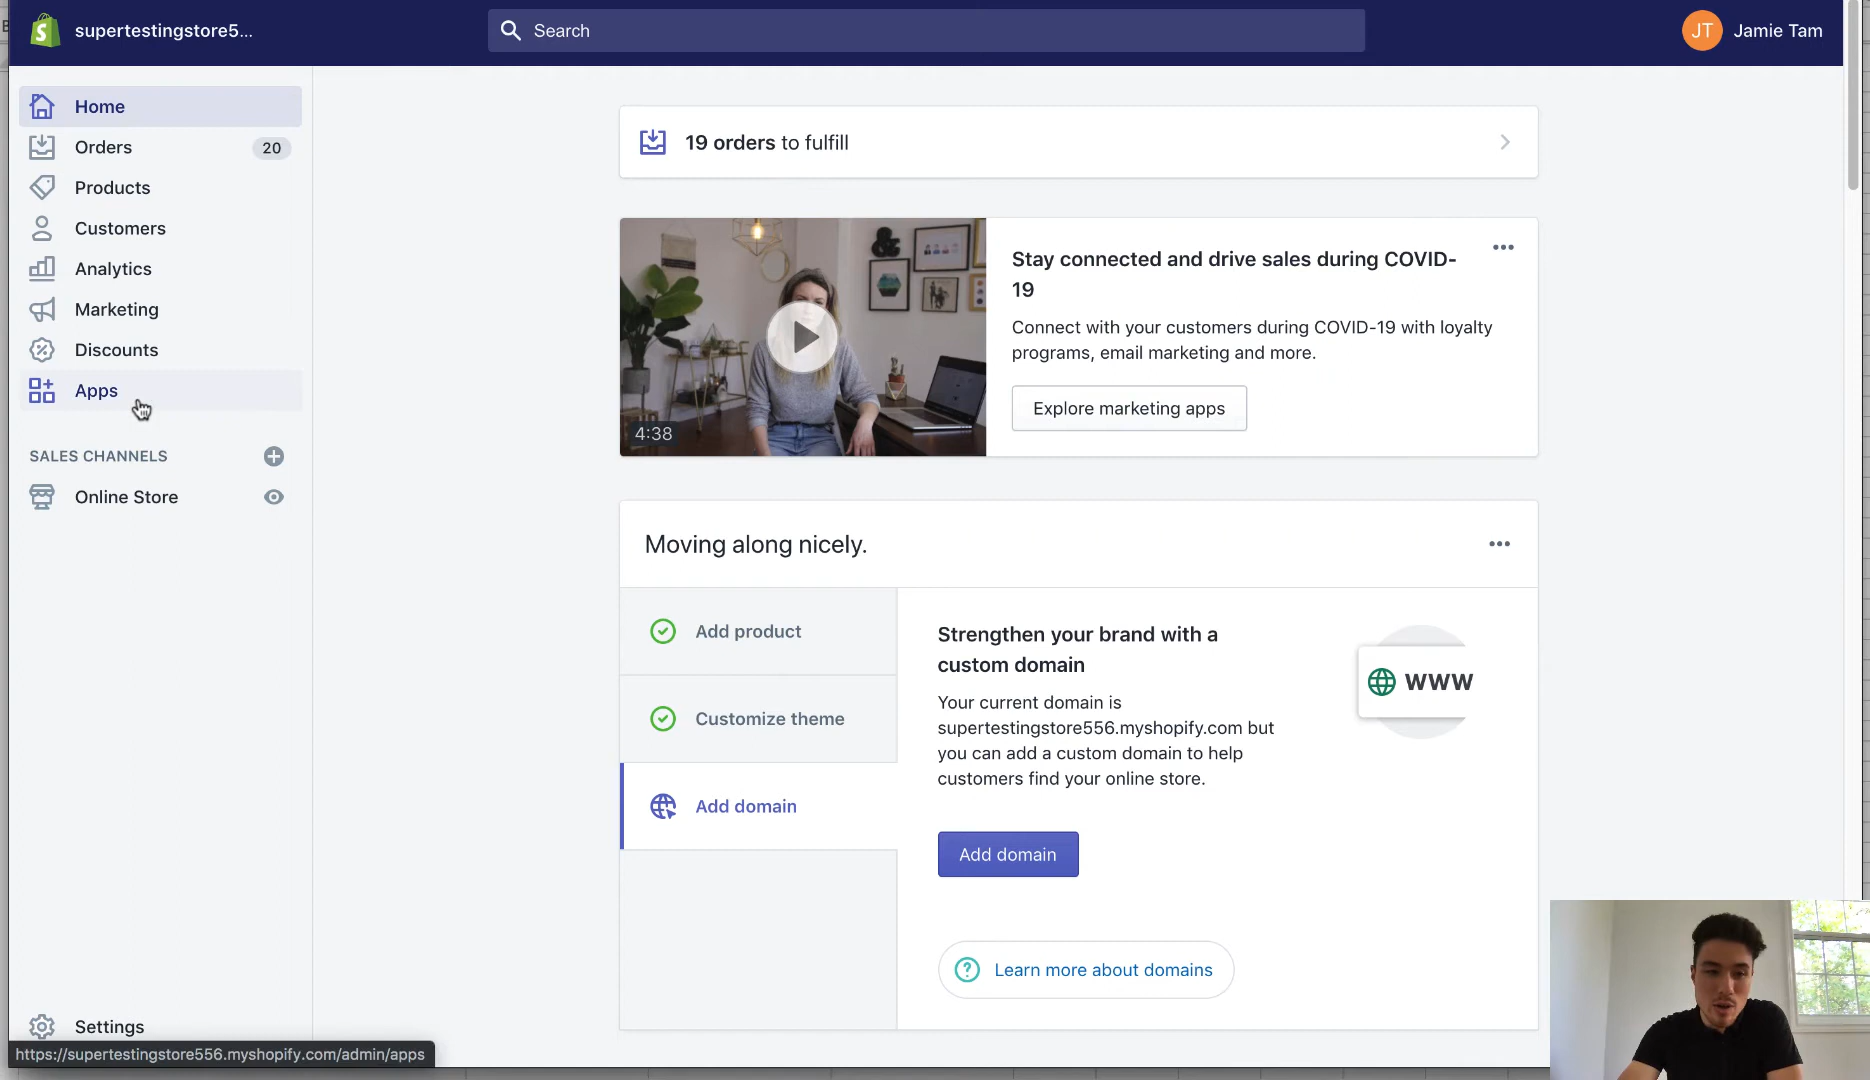 supertestingstore5...
Search
JT
Jamie Tam
Home
Orders
20
Products
Customers
Analytics
Marketing
Discounts
Apps
SALES CHANNELS
Online Store
Settings
https://supertestingstore556.myshopify.com/admin/apps
19 orders to fulfill
4:38
Stay connected and drive sales during COVID-
19
Connect with your customers during COVID-19 with loyalty
programs, email marketing and more.
Explore marketing apps
Moving along nicely.
Add product
Customize theme
Add domain
Strengthen your brand with a
custom domain
Your current domain is
supertestingstore556.myshopify.com but
you can add a custom domain to help
customers find your online store.
WWW
Add domain
Learn more about domains